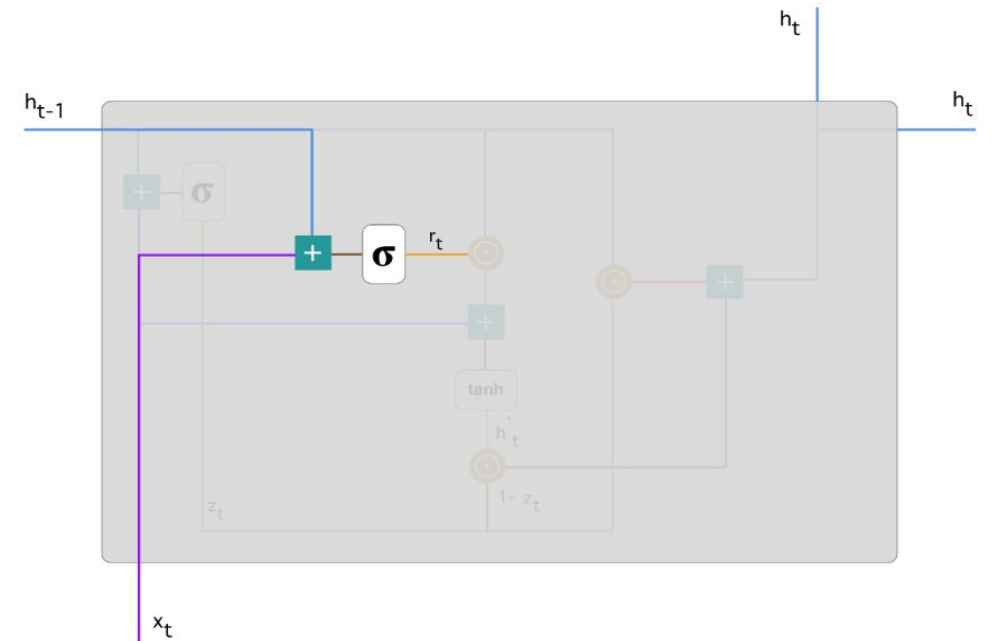 h_t
h_{t-1}
h_t
+
σ
+
σ
r_t
+
+
tanh
h'_t
z_t
1- z_t
x_t